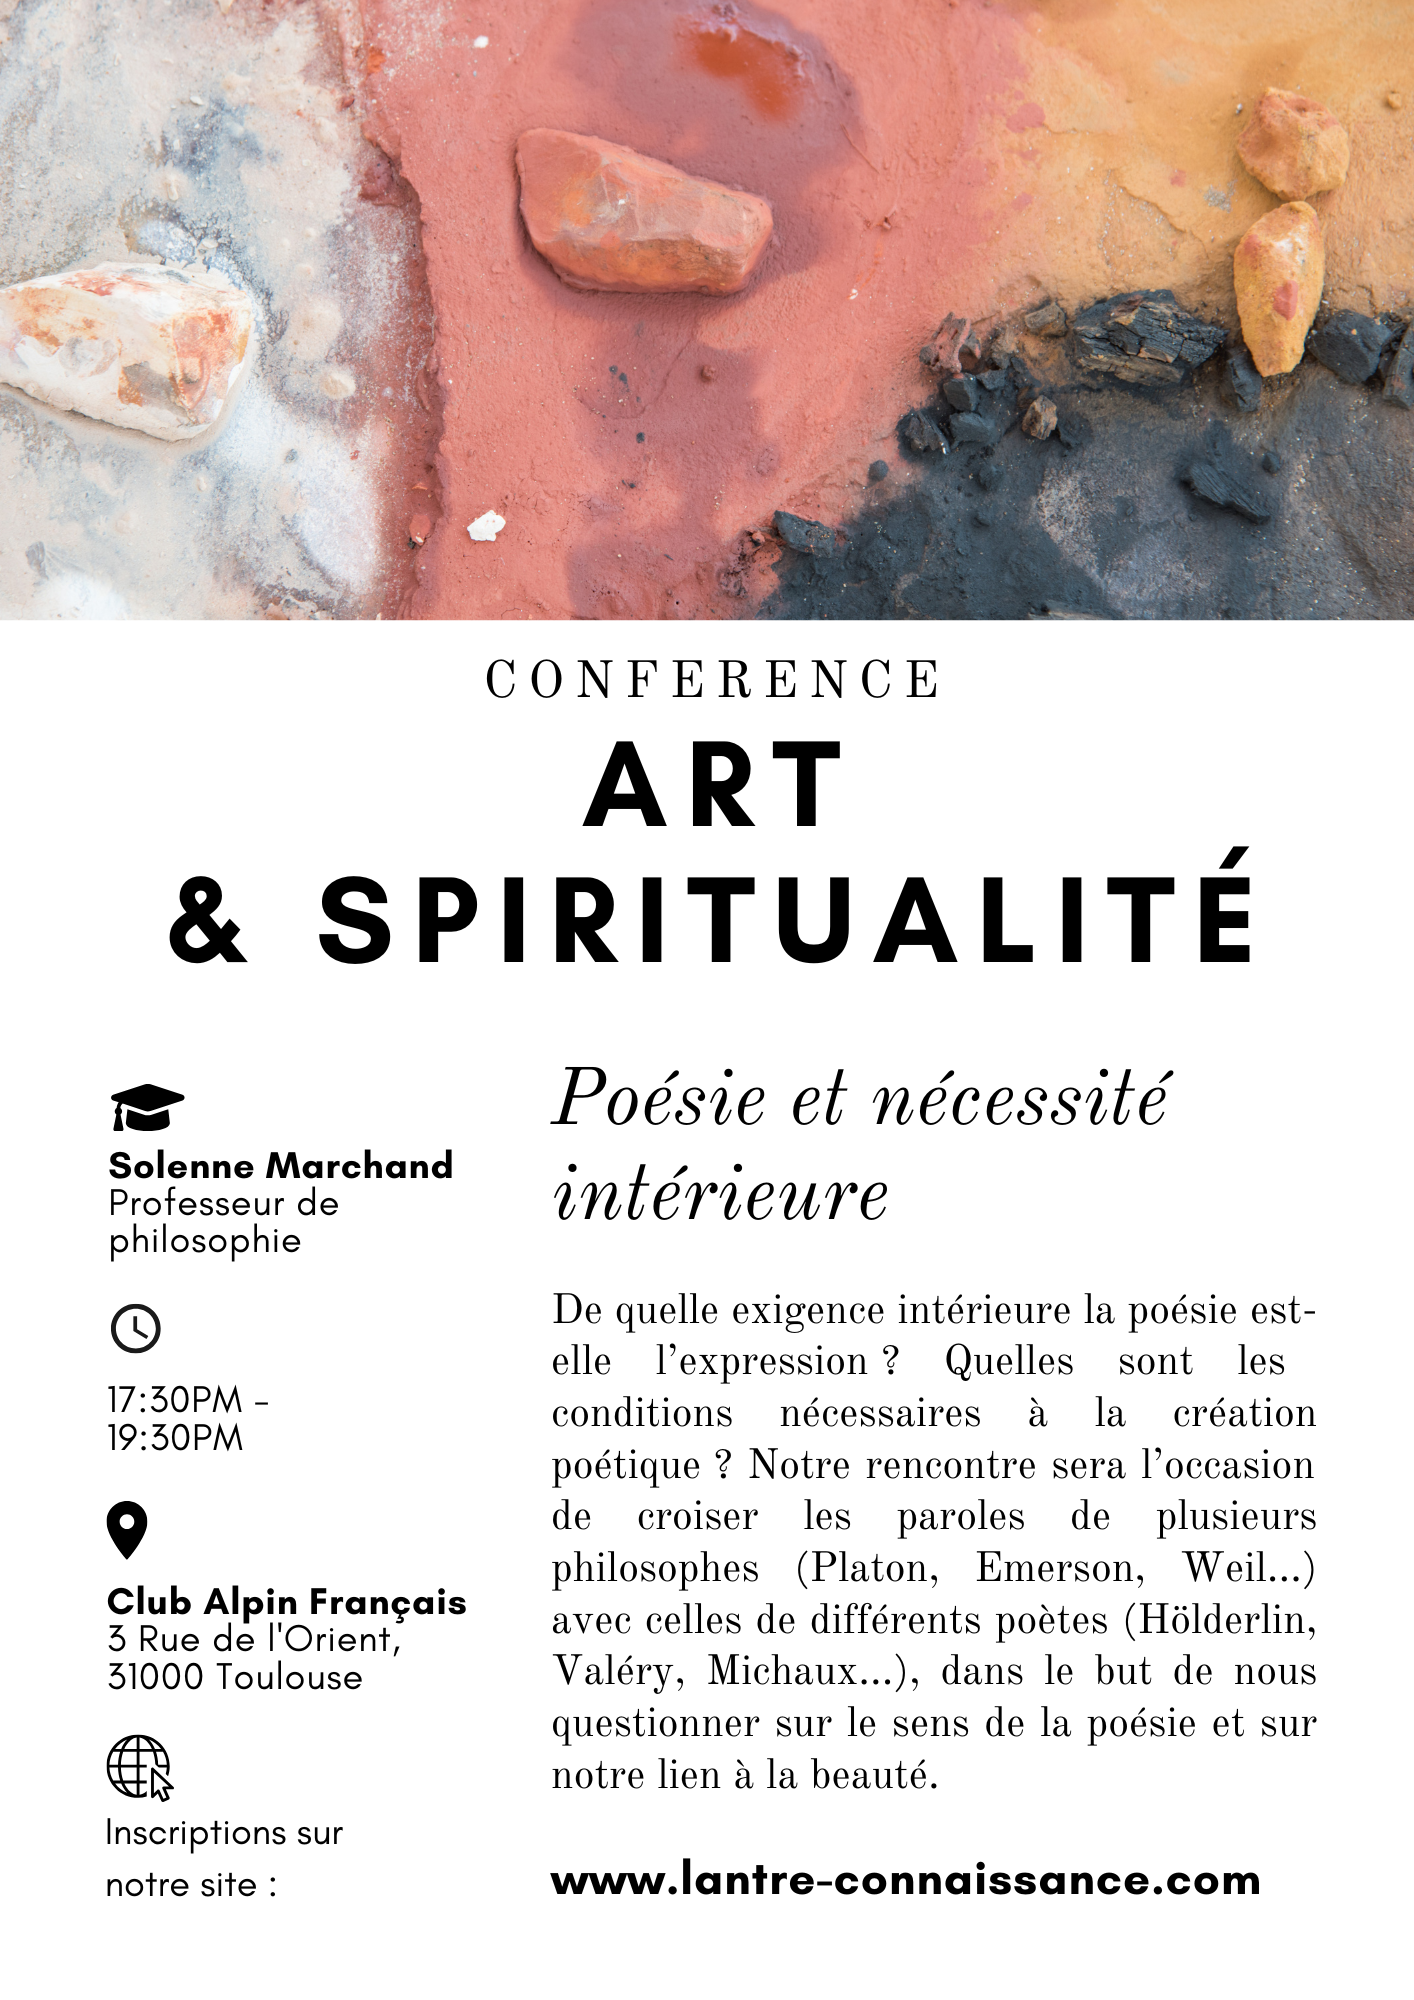 CONFERENCE
ART
& SPIRITUALITÉ
Solenne Marchand
Professeur de
philosophie
17:30PM -
19:30PM
Club Alpin Français
3 Rue de l'Orient,
31000 Toulouse
Inscriptions sur
notre site :
Poésie et nécessité
intérieure
De quelle exigence intérieure la poésie est-
elle l’expression ? Quelles sont les
conditions nécessaires à la création
poétique ? Notre rencontre sera l’occasion
de croiser les paroles de plusieurs
philosophes (Platon, Emerson, Weil...)
avec celles de différents poètes (Hölderlin,
Valéry, Michaux...), dans le but de nous
questionner sur le sens de la poésie et sur
notre lien à la beauté.
www.lantre-connaissance.com